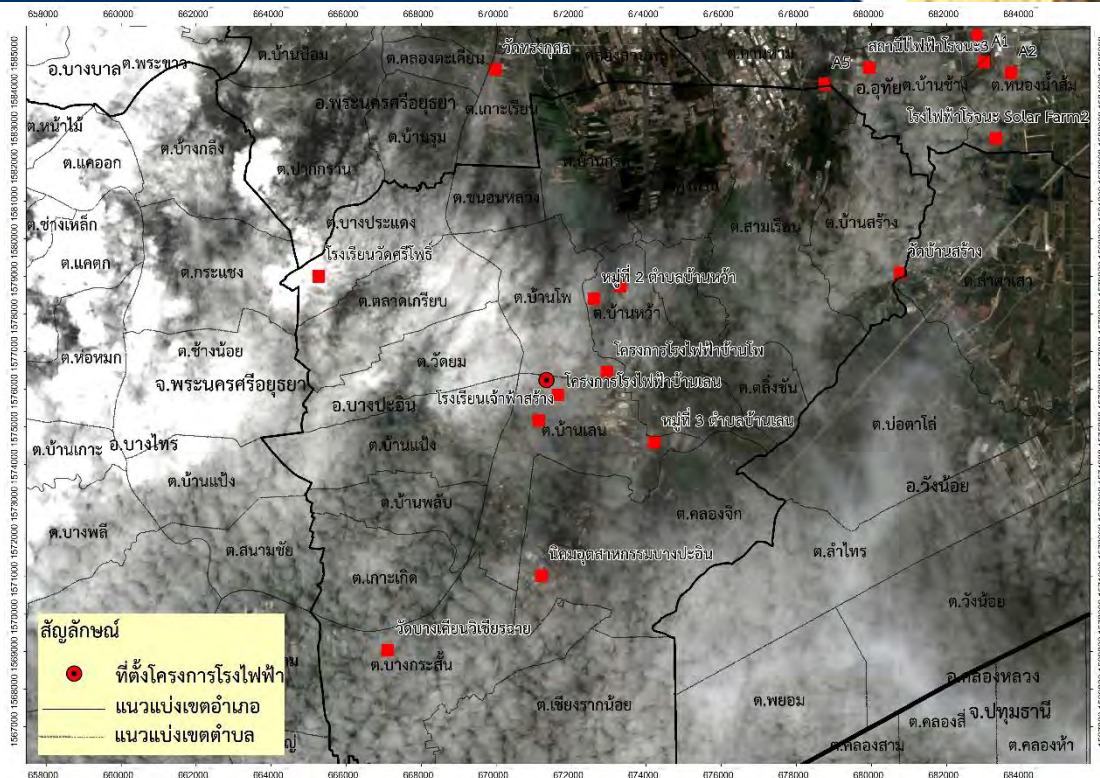 658000 660000 662000 664000 666000 668000 670000 672000 674000 676000 678000 680000 682000 684000
อ.บางบาล
ต.พระขาว
ต.บ้านป้อม
ต.คลองตะเคียน
วัดทรงกุศล
สถานีไฟฟ้าโรจนะ3
A1
A2
A5
อ.อุทัย
ต.บ้านช้าง
ต.หนองน้ำส้ม
อ.พระนครศรีอยุธยา
ต.เกาะเรียน
ต.หน้าไม้
ต.บ้านรุน
โรงไฟฟ้าโรจนะ Solar Farm2
ต.แคออก
ต.บางกลึง
ต.ปากกราน
ต.บ้านกรด
ต.ขนอนหลวง
ต.ช่างเหล็ก
ต.บางประแดง
ต.สามเรือน
ต.บ้านสร้าง
โรงเรียนวัดศรีโพธิ์
วัดบ้านสร้าง
ต.แคตก
ต.กระแชง
หมู่ที่ 2 ตำบลบ้านหว้า
ต.ลำตาเสา
ต.ตลาดเกรียบ
ต.บ้านโพ
ต.บ้านหว้า
ต.ห่อหมก
ต.ช้างน้อย
ต.วัดยม
โครงการโรงไฟฟ้าบ้านโพ
จ.พระนครศรีอยุธยา
โครงการโรงไฟฟ้าบ้านเลน
ต.ตลิ่งชัน
อ.บางปะอิน
โรงเรียนเจ้าฟ้าสร้าง
หมู่ที่ 3 ตำบลบ้านเลน
ต.บ้านเลน
ต.บ่อตาโล่
ต.บ้านเกาะ
อ.บางไทร
ต.บ้านแป้ง
ต.บ้านแป้ง
อ.วังน้อย
ต.บ้านพลับ
ต.คลองจิก
ต.บางพลี
ต.สนามชัย
ต.ลำไทร
นิคมอุตสาหกรรมบางปะอิน
ต.เกาะเกิด
ต.วังน้อย
วัดบางเคียนวิเชียรฉาย
ต.บางกระสั้น
อ.คลองหลวง
ต.เชียงรากน้อย
ต.พยอม
จ.ปทุมธานี
ต.คลองสี่
ต.คลองสาม
ต.คลองห้า
สัญลักษณ์
ที่ตั้งโครงการโรงไฟฟ้า
แนวแบ่งเขตอำเภอ
แนวแบ่งเขตตำบล
1585000
1584000
1583000
1582000
1581000
1580000
1579000
1578000
1577000
1576000
1575000
1574000
1573000
1572000
1571000
1570000
1569000
1568000
1567000
658000 660000 662000 664000 666000 668000 670000 672000 674000 676000 678000 680000 682000 684000